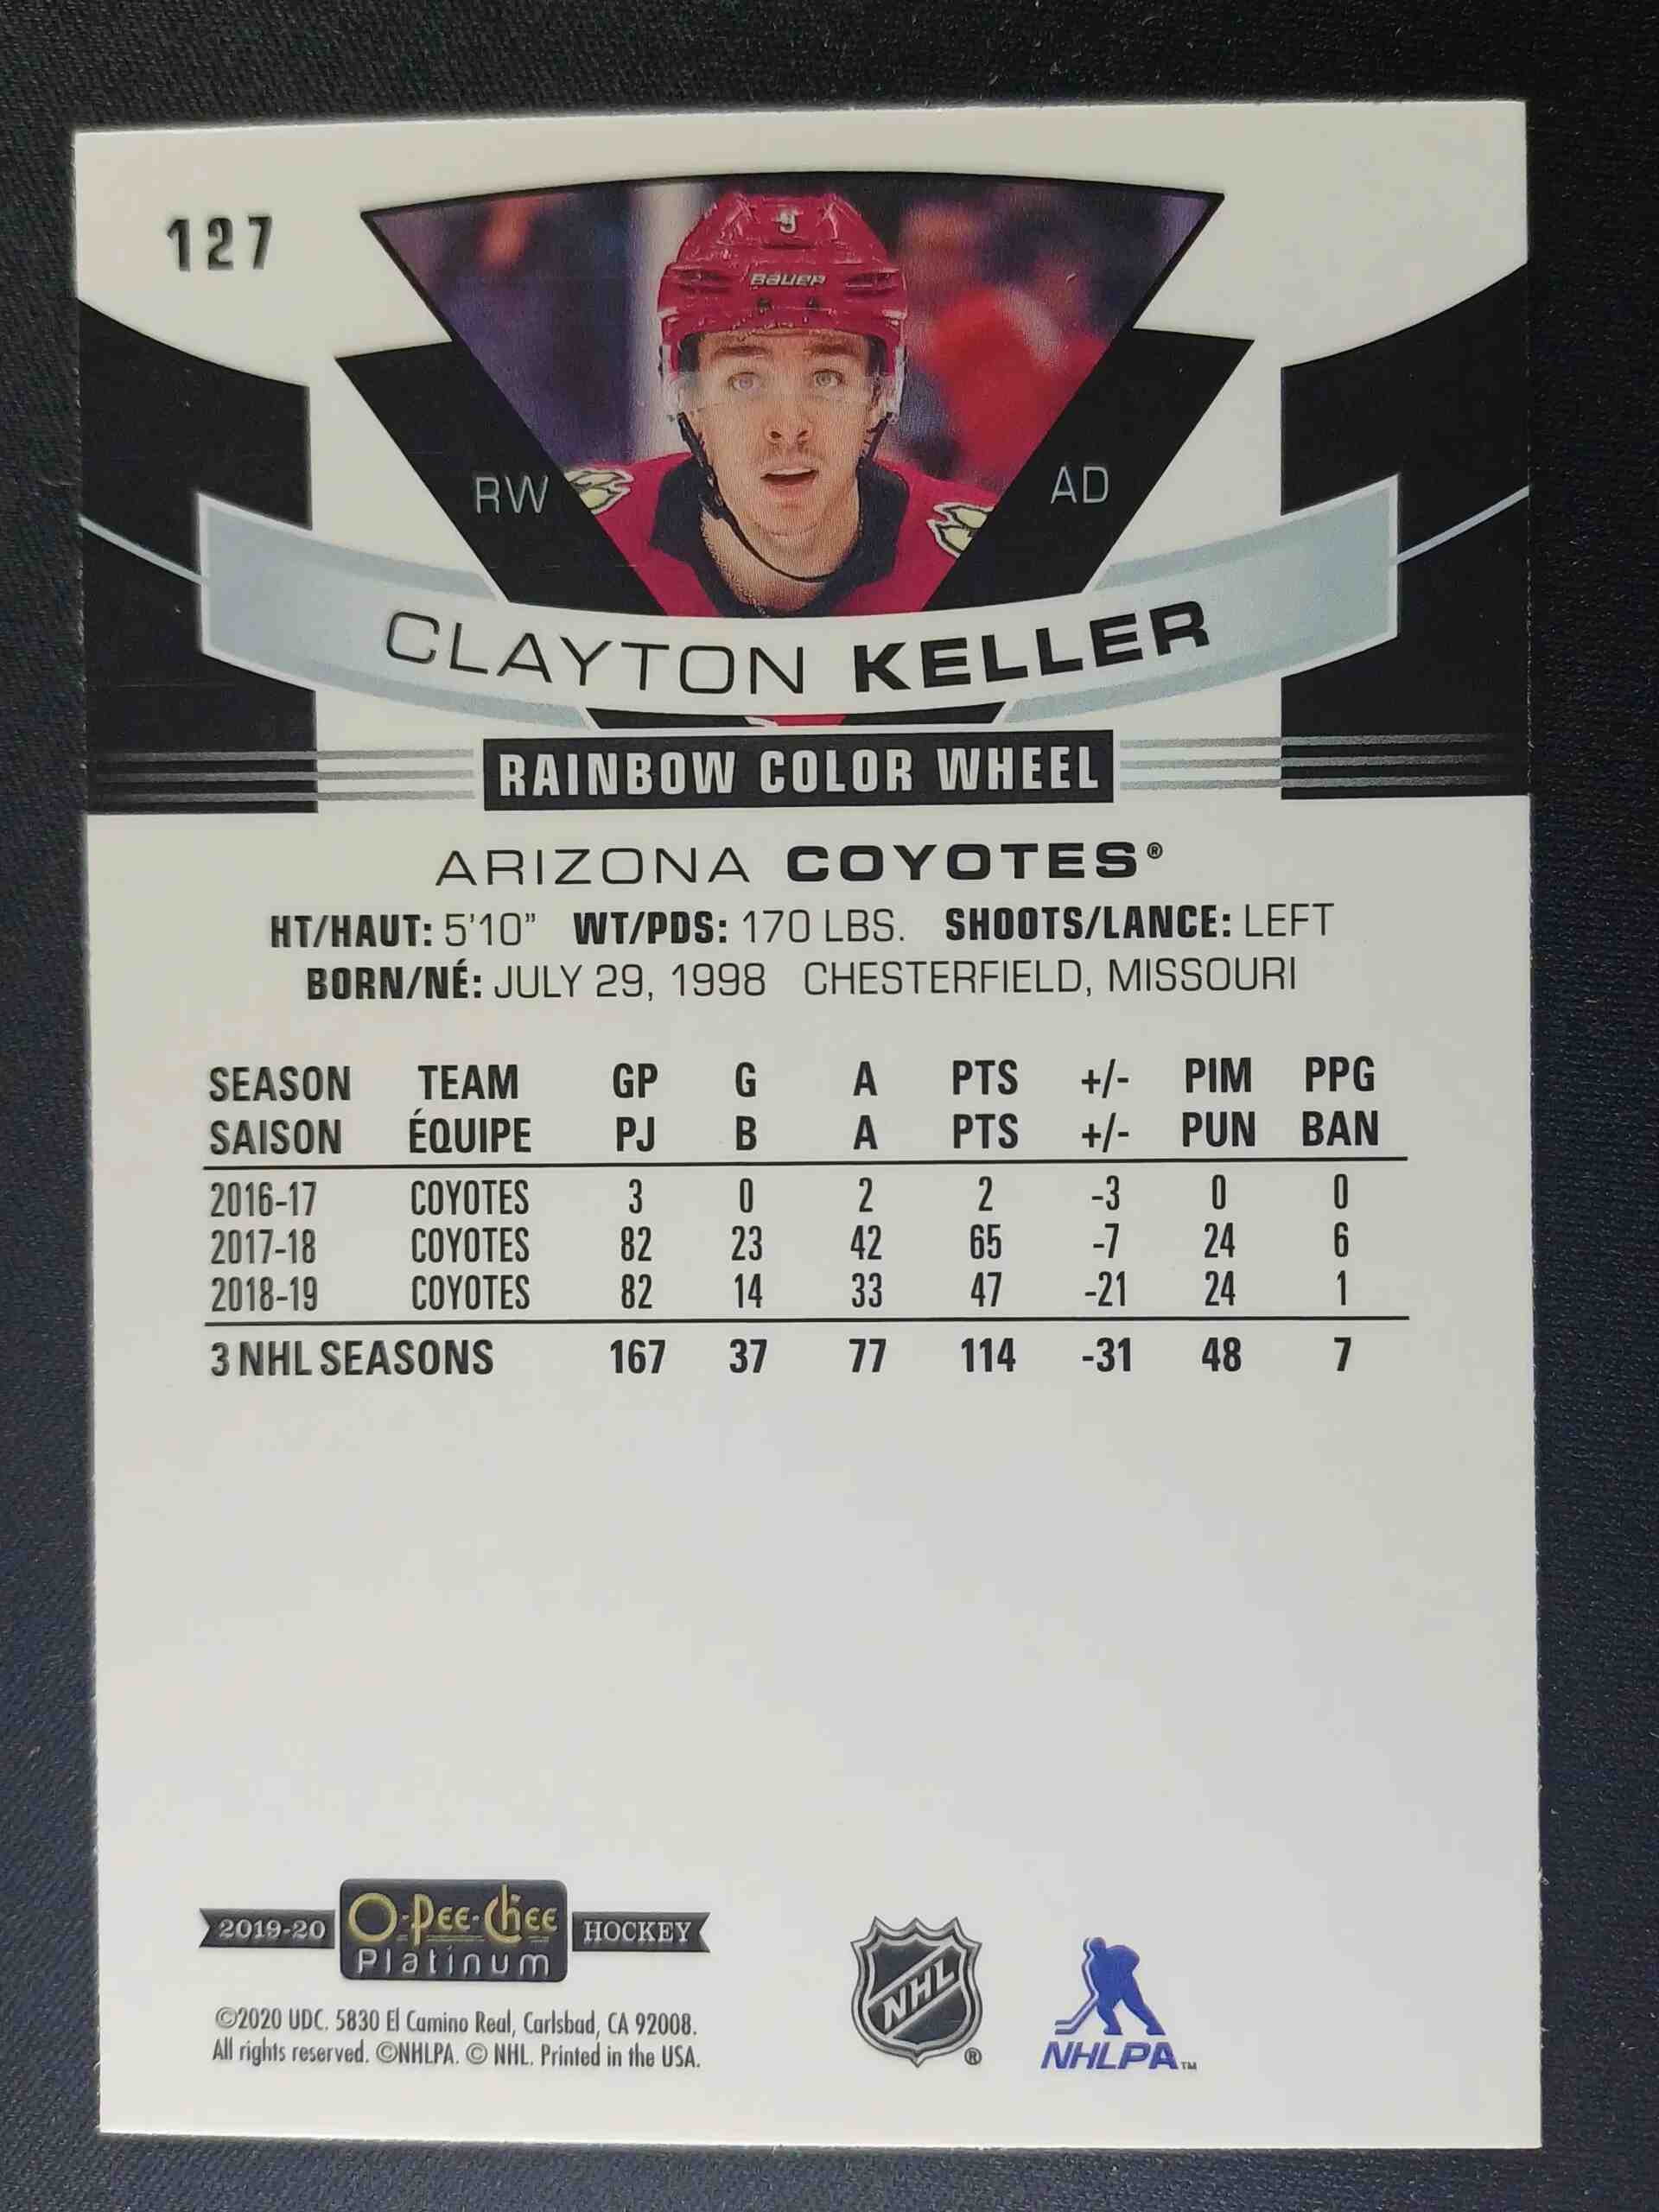 127
9
BAUER
RW
AD
CLAYTON KELLER
RAINBOW COLOR WHEEL
ARIZONA COYOTES®
HT/HAUT: 5'10" WT/PDS: 170 LBS. SHOOTS/LANCE: LEFT
BORN/NÉ: JULY 29, 1998 CHESTERFIELD, MISSOURI
SEASON TEAM GP G A PTS +/- PIM PPG
SAISON ÉQUIPE PJ B A PTS +/- PUN BAN
2016-17 COYOTES 3 0 2 2 -3 0 0
2017-18 COYOTES 82 23 42 65 -7 24 6
2018-19 COYOTES 82 14 33 47 -21 24 1
3 NHL SEASONS 167 37 77 114 -31 48 7
2019-20 O-Pee-Chee HOCKEY
Platinum
©2020 UDC. 5830 El Camino Real, Carlsbad, CA 92008.
All rights reserved. ©NHLPA. © NHL. Printed in the USA.
NHL ®
NHLPA™